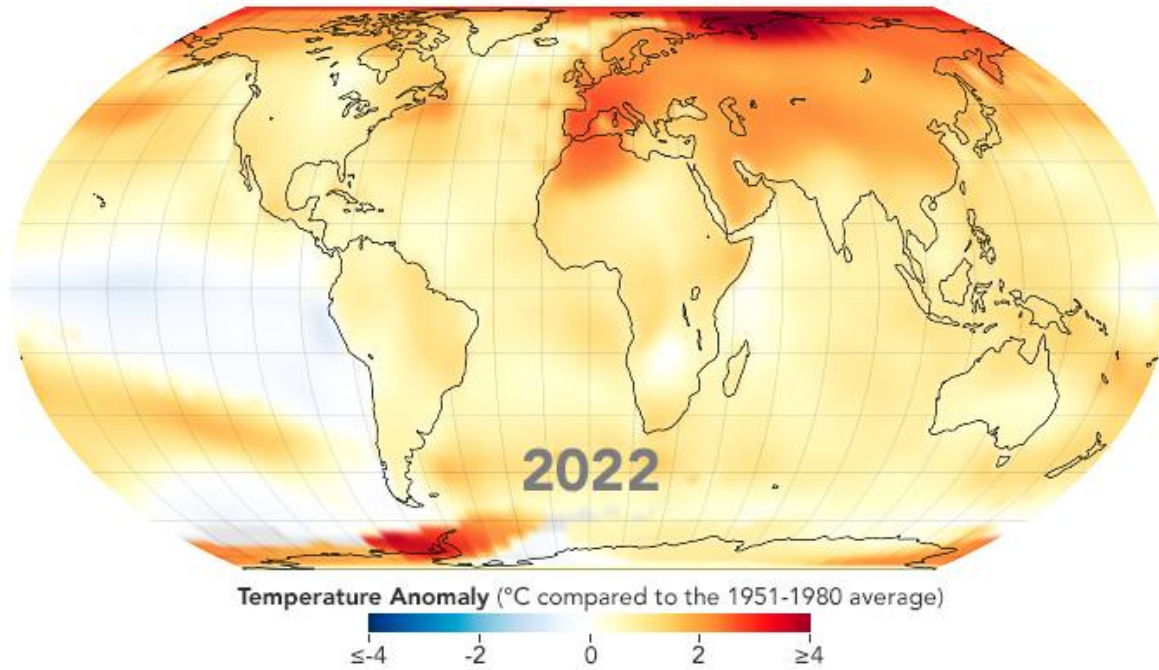 2022
Temperature Anomaly (°C compared to the 1951-1980 average)
≤-4 -2 0 2 ≥4